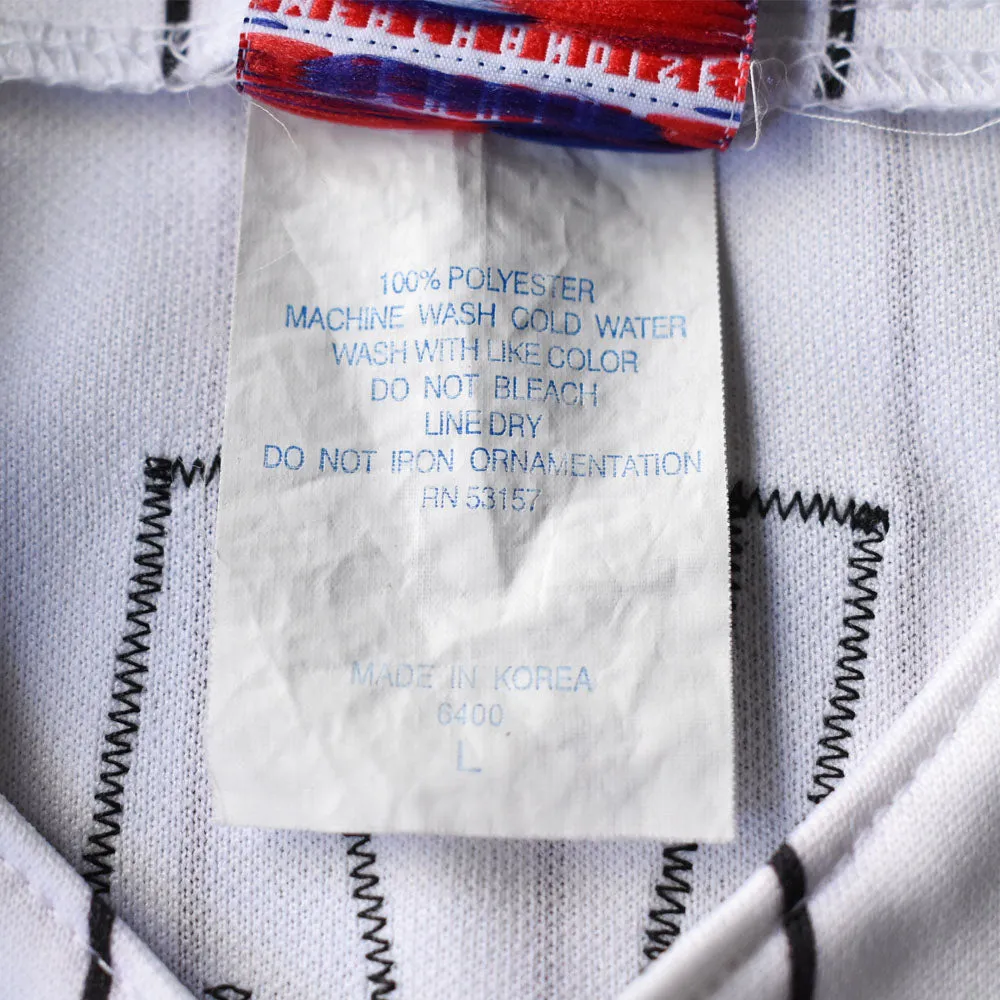 100% POLYESTER
MACHINE WASH COLD WATER
WASH WITH LIKE COLOR
DO NOT BLEACH
LINE DRY
DO NOT IRON ORNAMENTATION
RN 53157
MADE IN KOREA
6400
L